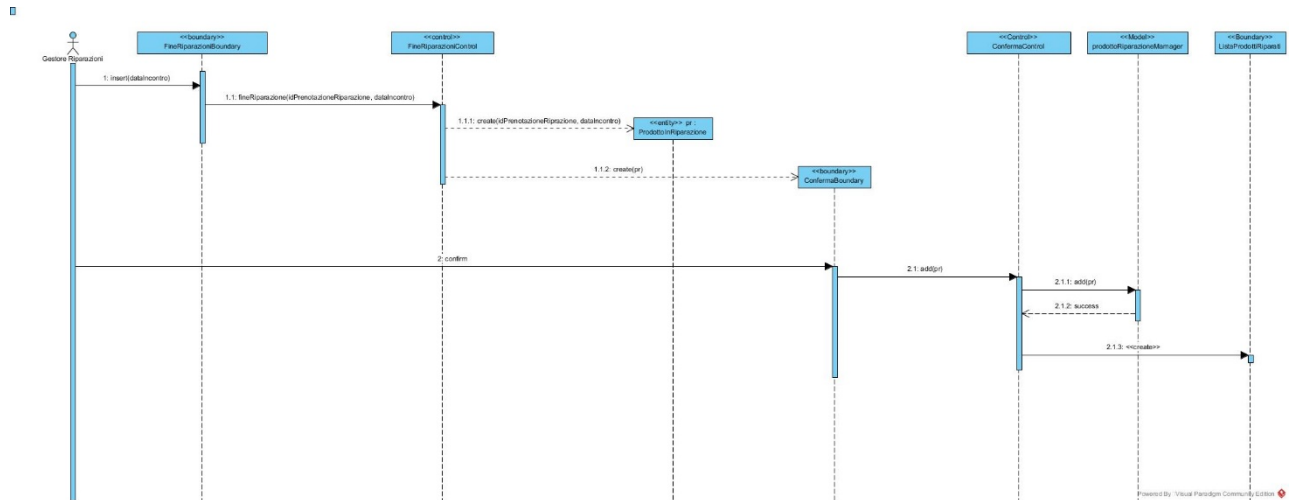 <<boundary>>
FineRiparazioniBoundary
<<control>>
FineRiparazioniControl
<<Control>>
ConfermaControl
<<Model>>
prodottoRiparazioneMamager
<<Boundary>>
ListaProdottiRiparati
Gestore Riparazioni
1: insert(dataIncontro)
1.1: fineRiparazione(idPrenotazioneRiparazione, dataIncontro)
1.1.1: create(idPrenotazioneRiprazione, dataIncontro)
<<entity>> pr :
ProdottoInRiparazione
1.1.2: create(pr)
<<boundary>>
ConfermaBoundary
2: confirm
2.1: add(pr)
2.1.1: add(pr)
2.1.2: success
2.1.3: <<create>>
Powered By Visual Paradigm Community Edition